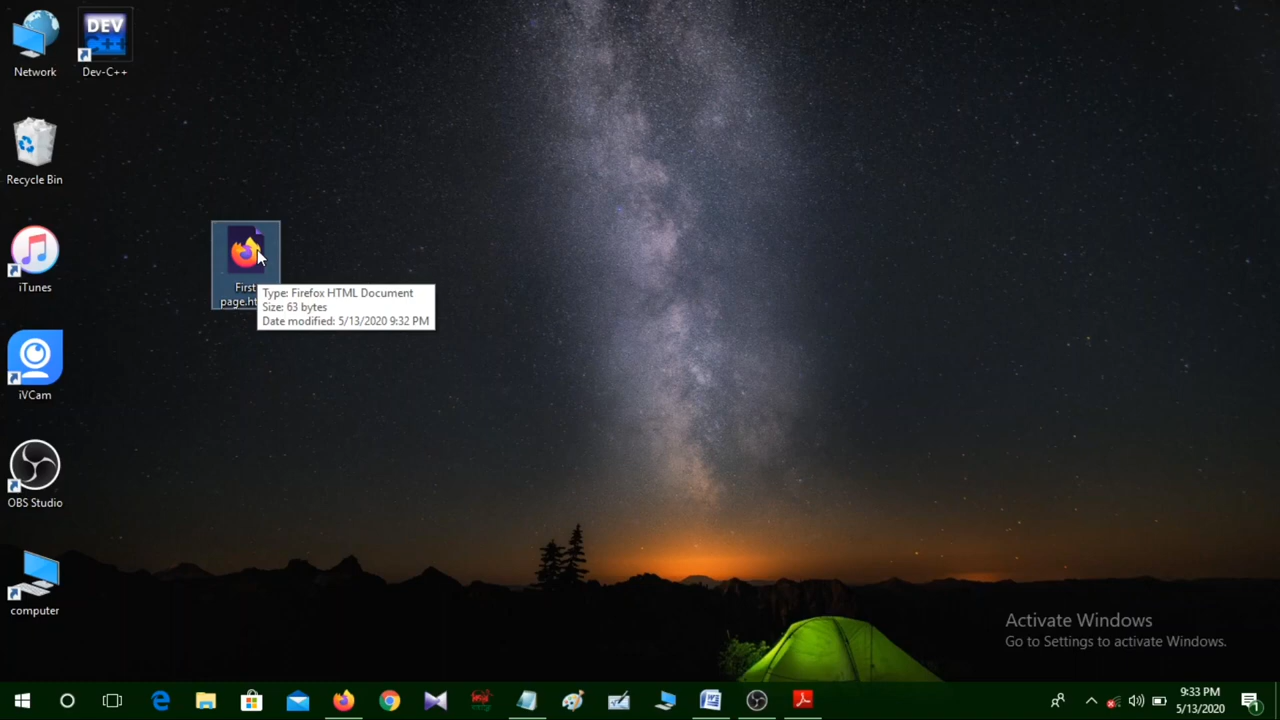 Network
DEV
Dev-C++
Recycle Bin
iTunes
First
Type: Firefox HTML Document
Size: 63 bytes
Date modified: 5/13/2020 9:32 PM
iVCam
OBS Studio
computer
Activate Windows
Go to Settings to activate Windows.
9:33 PM
5/13/2020
1